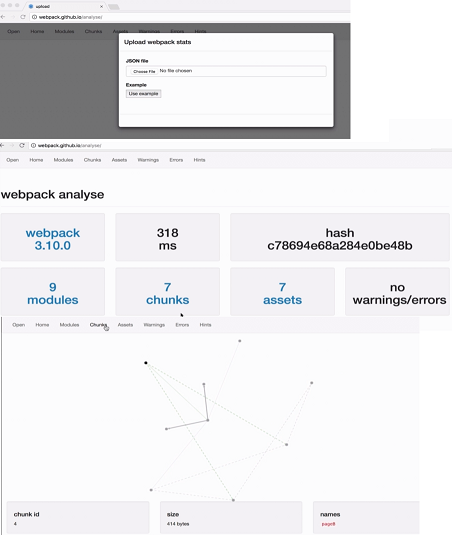 upload
webpack.github.io/analyse/
Open Home Modules Chunks Assets Warnings Errors Hints
Upload webpack stats
JSON file
Choose File No file chosen
Example
Use example
webpack.github.io/analyse/
Open Home Modules Chunks Assets Warnings Errors Hints
webpack analyse
webpack
3.10.0
318
ms
hash
c78694e68a284e0be48b
9
modules
7
chunks
7
assets
no
warnings/errors
Open Home Modules Chunks Assets Warnings Errors Hints
chunk id
4
size
414 bytes
names